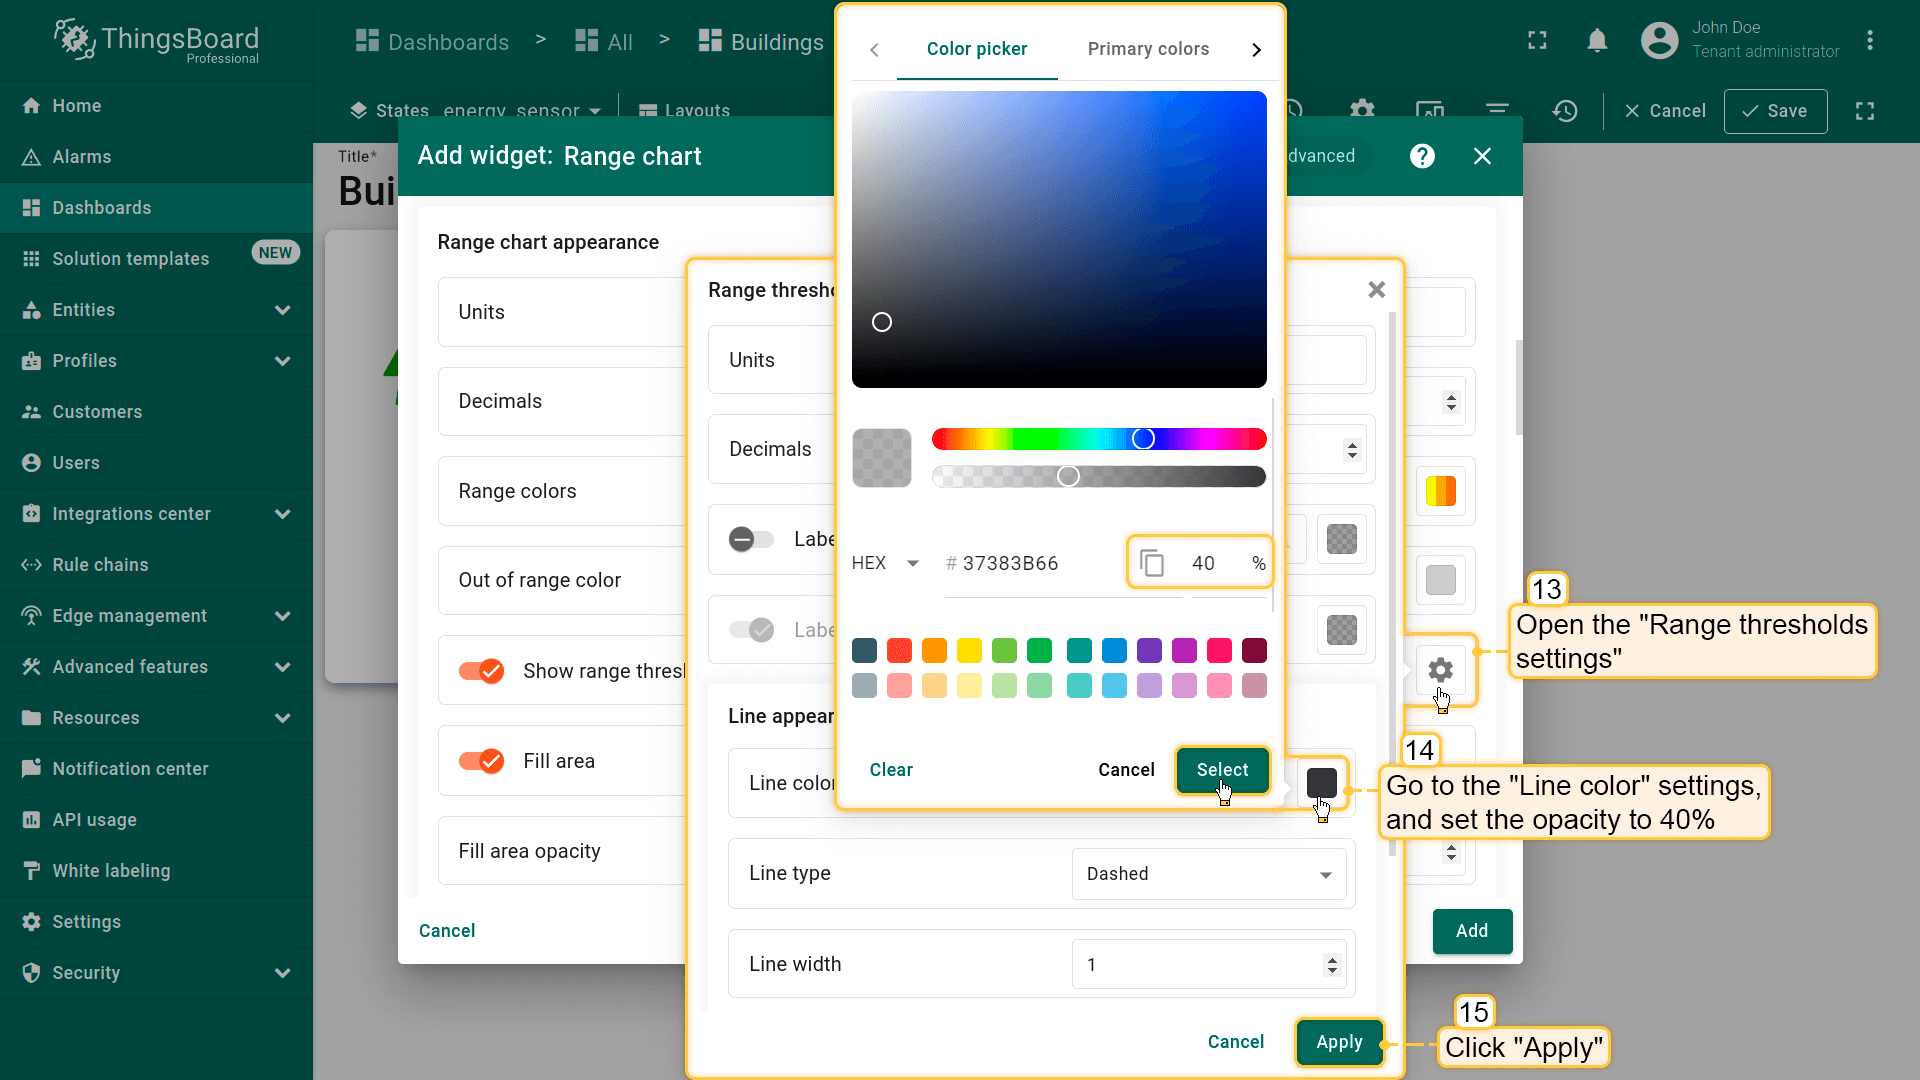 ThingsBoard
Professional
Home
Alarms
Dashboards
Solution templates
NEW
Entities
Profiles
Customers
Users
Integrations center
Rule chains
Edge management
Advanced features
Resources
Notification center
API usage
White labeling
Settings
Security
Dashboards > All > Buildings
John Doe
Tenant administrator
States energy_sensor
Layouts
Cancel
Save
Title*
Bui
Add widget: Range chart
dvanced
Range chart appearance
Units
Decimals
Range colors
Out of range color
Show range thresl
Fill area
Fill area opacity
Cancel
Add
Range thresho
Units
Decimals
Labe
Labe
Line appear
Line color
Line type
Dashed
Line width
1
Cancel
Apply
Color picker
Primary colors
HEX
# 37383B66
40 %
Clear
Cancel
Select
13
Open the "Range thresholds
settings"
14
Go to the "Line color" settings,
and set the opacity to 40%
15
Click "Apply"